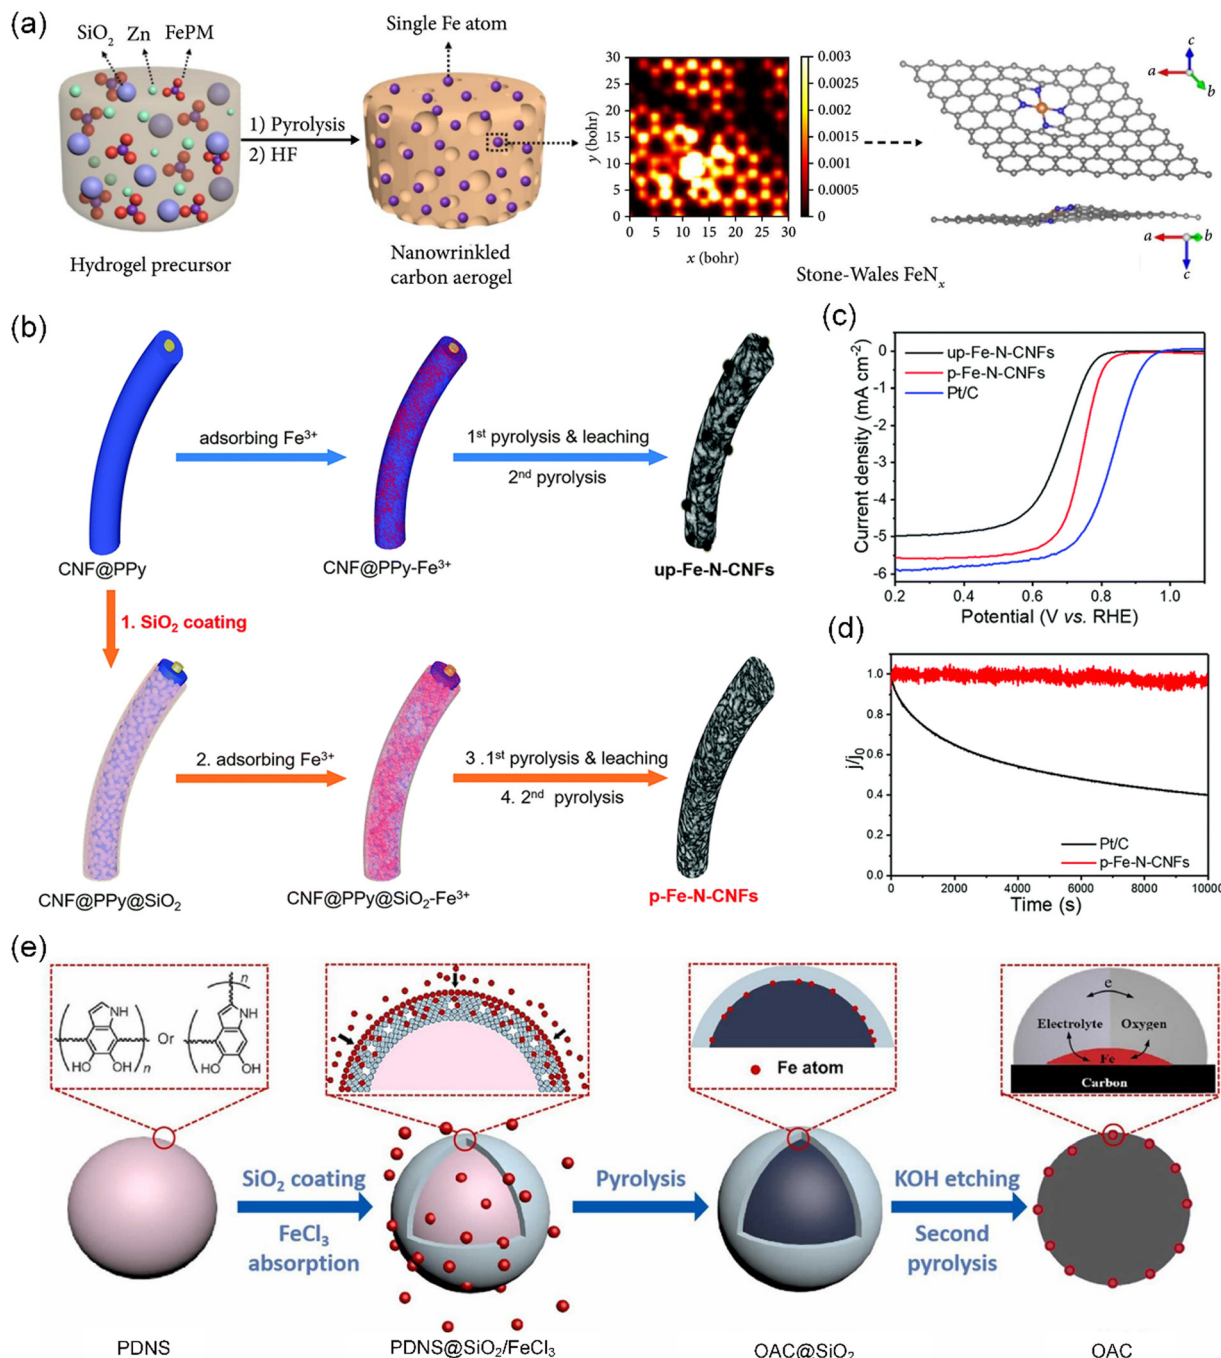 (a)
SiO₂ Zn FePM
1) Pyrolysis
2) HF
Hydrogel precursor
Single Fe atom
Nanowrinkled
carbon aerogel
y (bohr)
30
25
20
15
10
5
0
0 5 10 15 20 25 30
x (bohr)
0.003
0.0025
0.002
0.0015
0.001
0.0005
0
Stone-Wales FeNₓ
c
a
b
a
b
c
(b)
CNF@PPy
adsorbing Fe³⁺
CNF@PPy-Fe³⁺
1ˢᵗ pyrolysis & leaching
2ⁿᵈ pyrolysis
up-Fe-N-CNFs
1. SiO₂ coating
CNF@PPy@SiO₂
2. adsorbing Fe³⁺
CNF@PPy@SiO₂-Fe³⁺
3 .1ˢᵗ pyrolysis & leaching
4. 2ⁿᵈ pyrolysis
p-Fe-N-CNFs
(c)
Current density (mA cm⁻²)
0
-1
-2
-3
-4
-5
-6
up-Fe-N-CNFs
p-Fe-N-CNFs
Pt/C
0.2 0.4 0.6 0.8 1.0
Potential (V vs. RHE)
(d)
j/j₀
1.0
0.8
0.6
0.4
0.2
0.0
Pt/C
p-Fe-N-CNFs
0 2000 4000 6000 8000 10000
Time (s)
(e)
NH
HO OH
n
Or
n
NH
HO OH
PDNS
SiO₂ coating
FeCl₃
absorption
PDNS@SiO₂/FeCl₃
Pyrolysis
Fe atom
OAC@SiO₂
KOH etching
Second
pyrolysis
e
Electrolyte Oxygen
Fe
Carbon
OAC